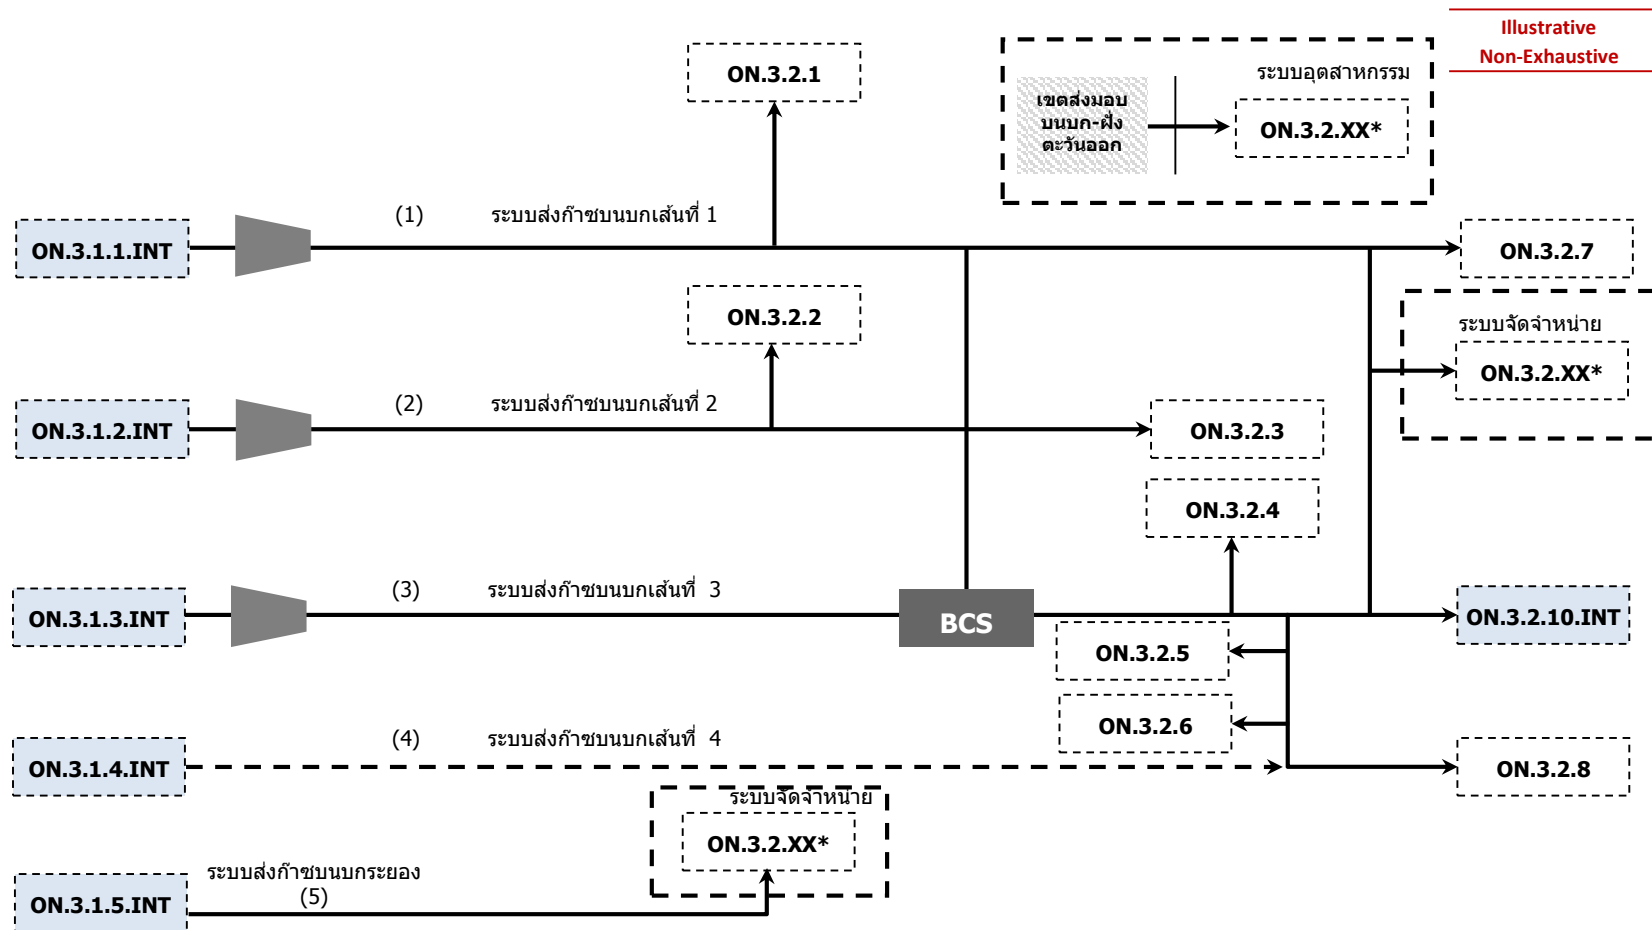 Illustrative
Non-Exhaustive
ON.3.2.1
ระบบอุตสาหกรรม
เขตส่งมอบ
บนบก-ฝั่ง
ตะวันออก
ON.3.2.XX*
(1) ระบบส่งก๊าซบนบกเส้นที่ 1
ON.3.1.1.INT
ON.3.2.7
ON.3.2.2
ระบบจัดจำหน่าย
ON.3.2.XX*
(2) ระบบส่งก๊าซบนบกเส้นที่ 2
ON.3.1.2.INT
ON.3.2.3
ON.3.2.4
(3) ระบบส่งก๊าซบนบกเส้นที่ 3
ON.3.1.3.INT
BCS
ON.3.2.10.INT
ON.3.2.5
ON.3.2.6
(4) ระบบส่งก๊าซบนบกเส้นที่ 4
ON.3.1.4.INT
ON.3.2.8
ระบบจัดจำหน่าย
ON.3.2.XX*
ระบบส่งก๊าซบนบกระยอง
(5)
ON.3.1.5.INT